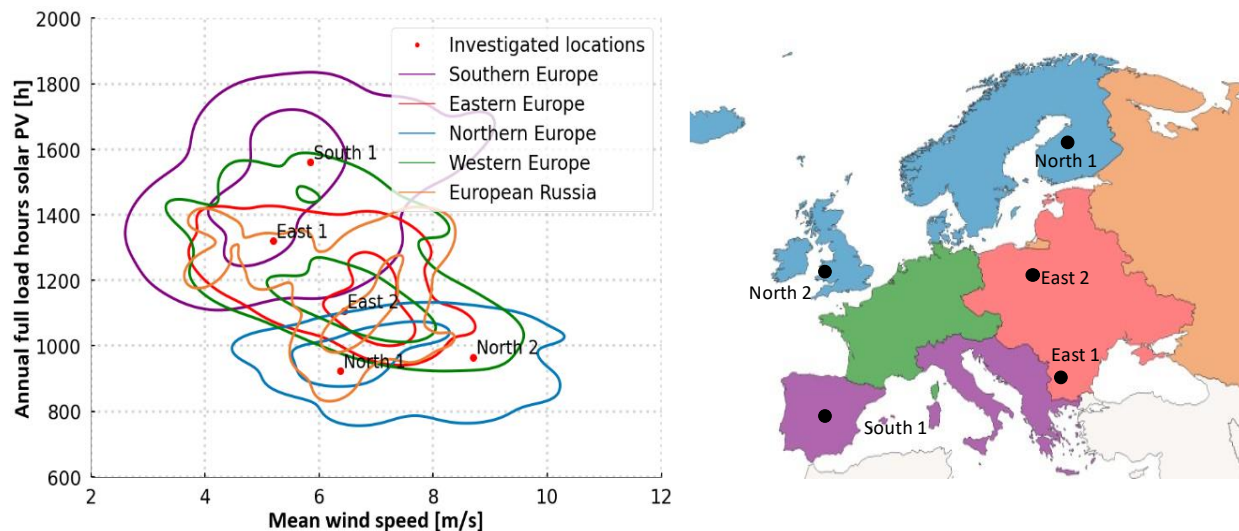 Annual full load hours solar PV [h]
2000
1800
1600
1400
1200
1000
800
600
2 4 6 8 10 12
Mean wind speed [m/s]
Investigated locations
Southern Europe
Eastern Europe
Northern Europe
Western Europe
European Russia
South 1
East 1
East 2
North 1
North 2
North 1
North 2
East 2
East 1
South 1